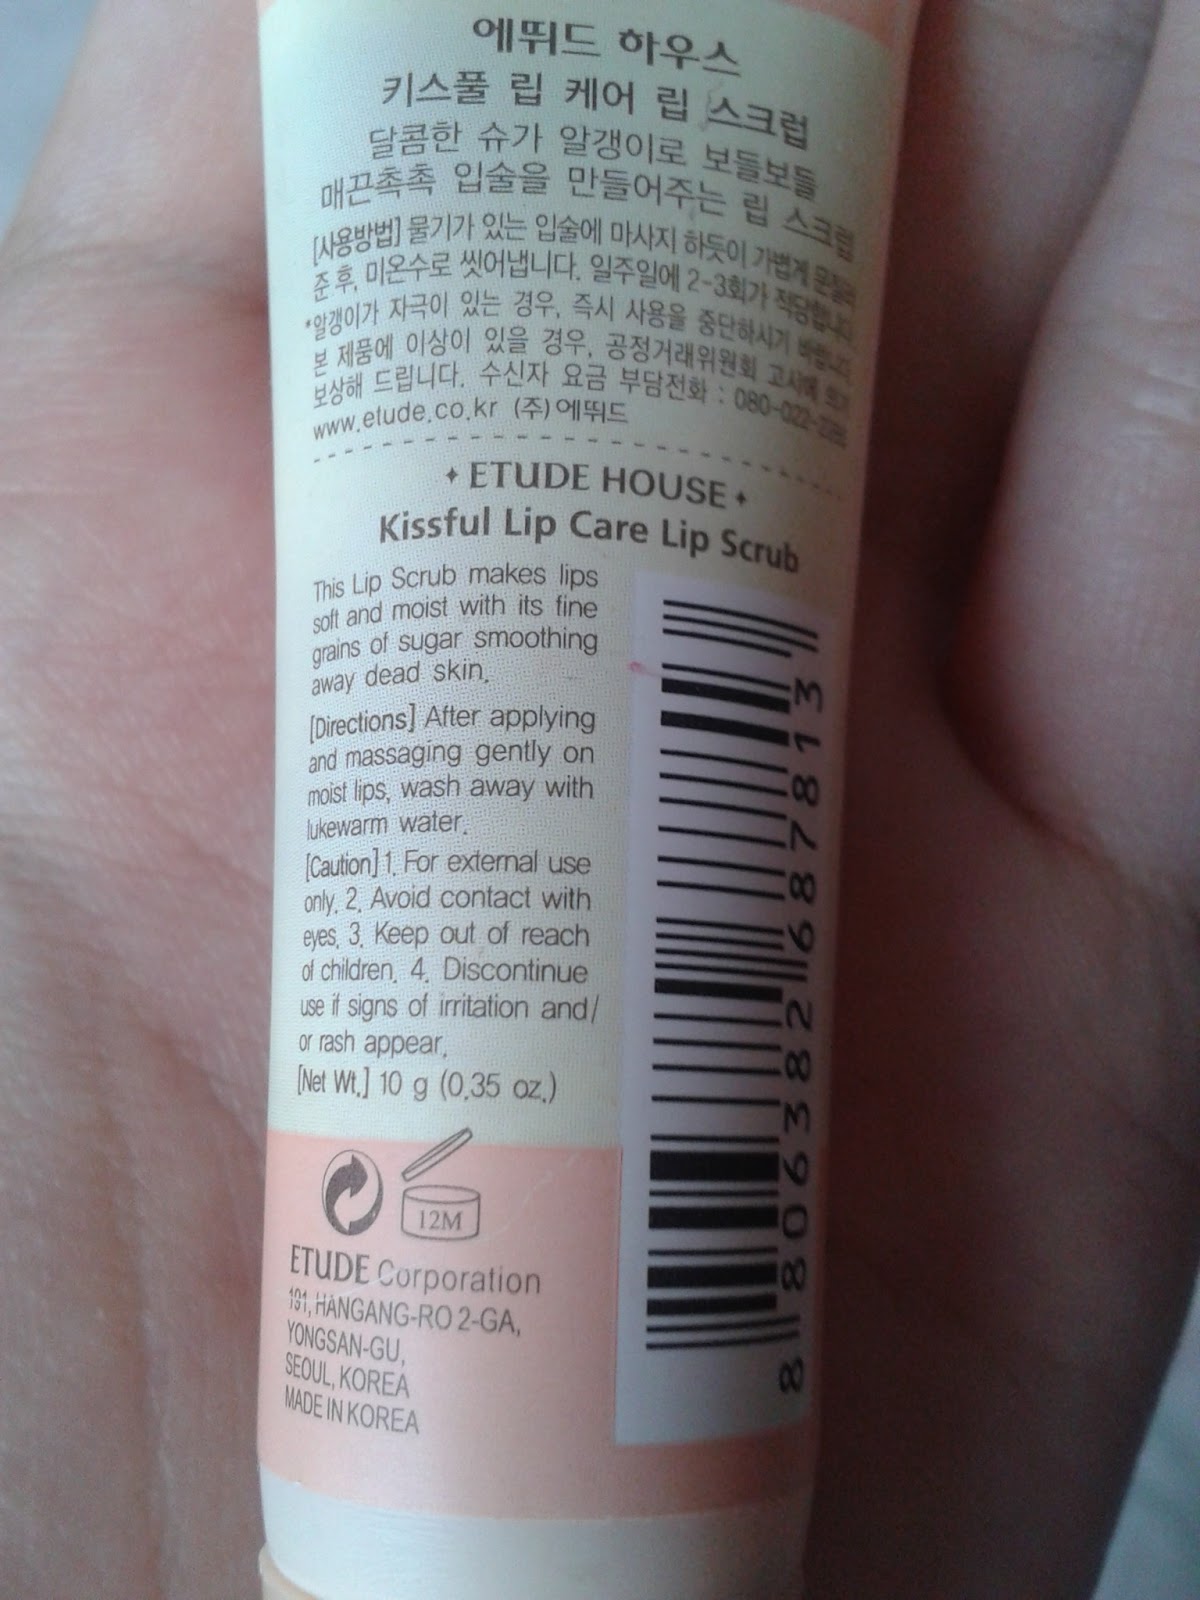 에뛰드 하우스
키스풀 립 케어 립 스크럽
달콤한 슈가 알갱이로 보들보들
매끈촉촉 입술을 만들어주는 립 스크럽
[사용방법] 물기가 있는 입술에 마사지 하듯이 가볍게 문질러
준 후, 미온수로 씻어냅니다. 일주일에 2-3회가 적당합니다.
*알갱이가 자극이 있는 경우, 즉시 사용을 중단하시기 바랍니다.
본 제품에 이상이 있을 경우, 공정거래위원회 고시에 의거
보상해 드립니다. 수신자 요금 부담전화 : 080-022-
www.etude.co.kr (주)에뛰드
ETUDE HOUSE
Kissful Lip Care Lip Scrub
This Lip Scrub makes lips
soft and moist with its fine
grains of sugar smoothing
away dead skin.
[Directions] After applying
and massaging gently on
moist lips, wash away with
lukewarm water.
[Caution] 1. For external use
only. 2. Avoid contact with
eyes. 3. Keep out of reach
of children. 4. Discontinue
use if signs of irritation and/
or rash appear.
[Net Wt.] 10 g (0.35 oz.)
12M
ETUDE Corporation
191, HANGANG-RO 2-GA,
YONGSAN-GU,
SEOUL, KOREA
MADE IN KOREA
8 806382 687813